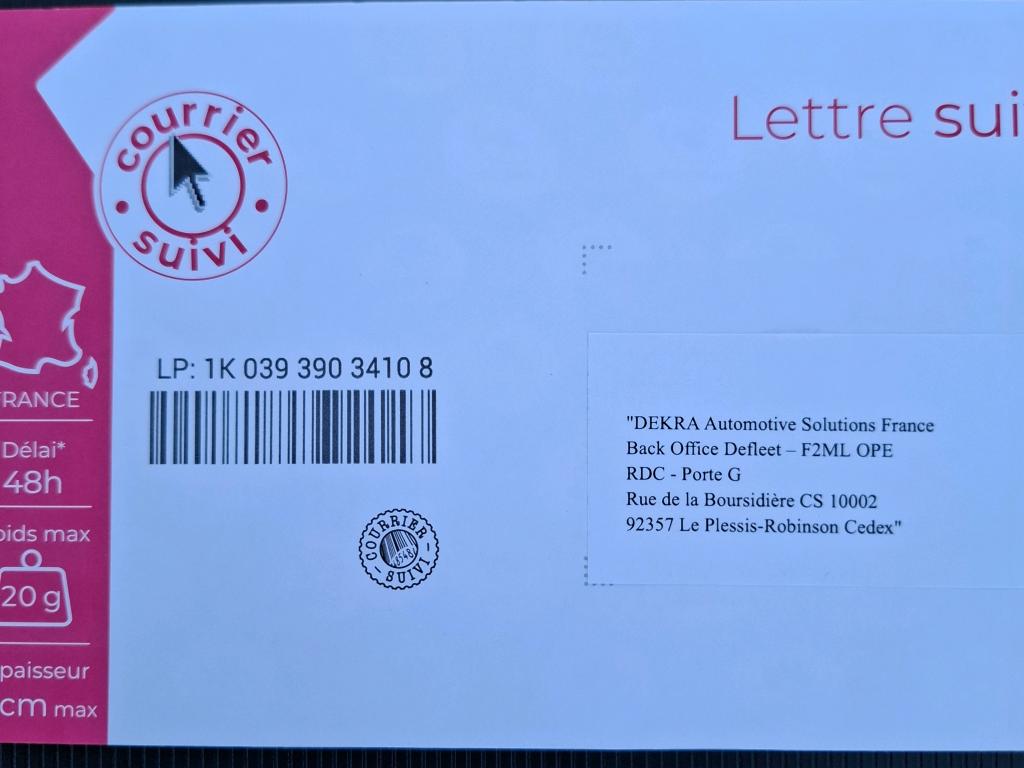 courrier
suivi
Lettre sui
FRANCE
Délai*
48h
oids max
20 g
paisseur
cm max
LP: 1K 039 390 3410 8
COURRIER
8548
SUIVI
"DEKRA Automotive Solutions France
Back Office Defleet – F2ML OPE
RDC - Porte G
Rue de la Boursidière CS 10002
92357 Le Plessis-Robinson Cedex"